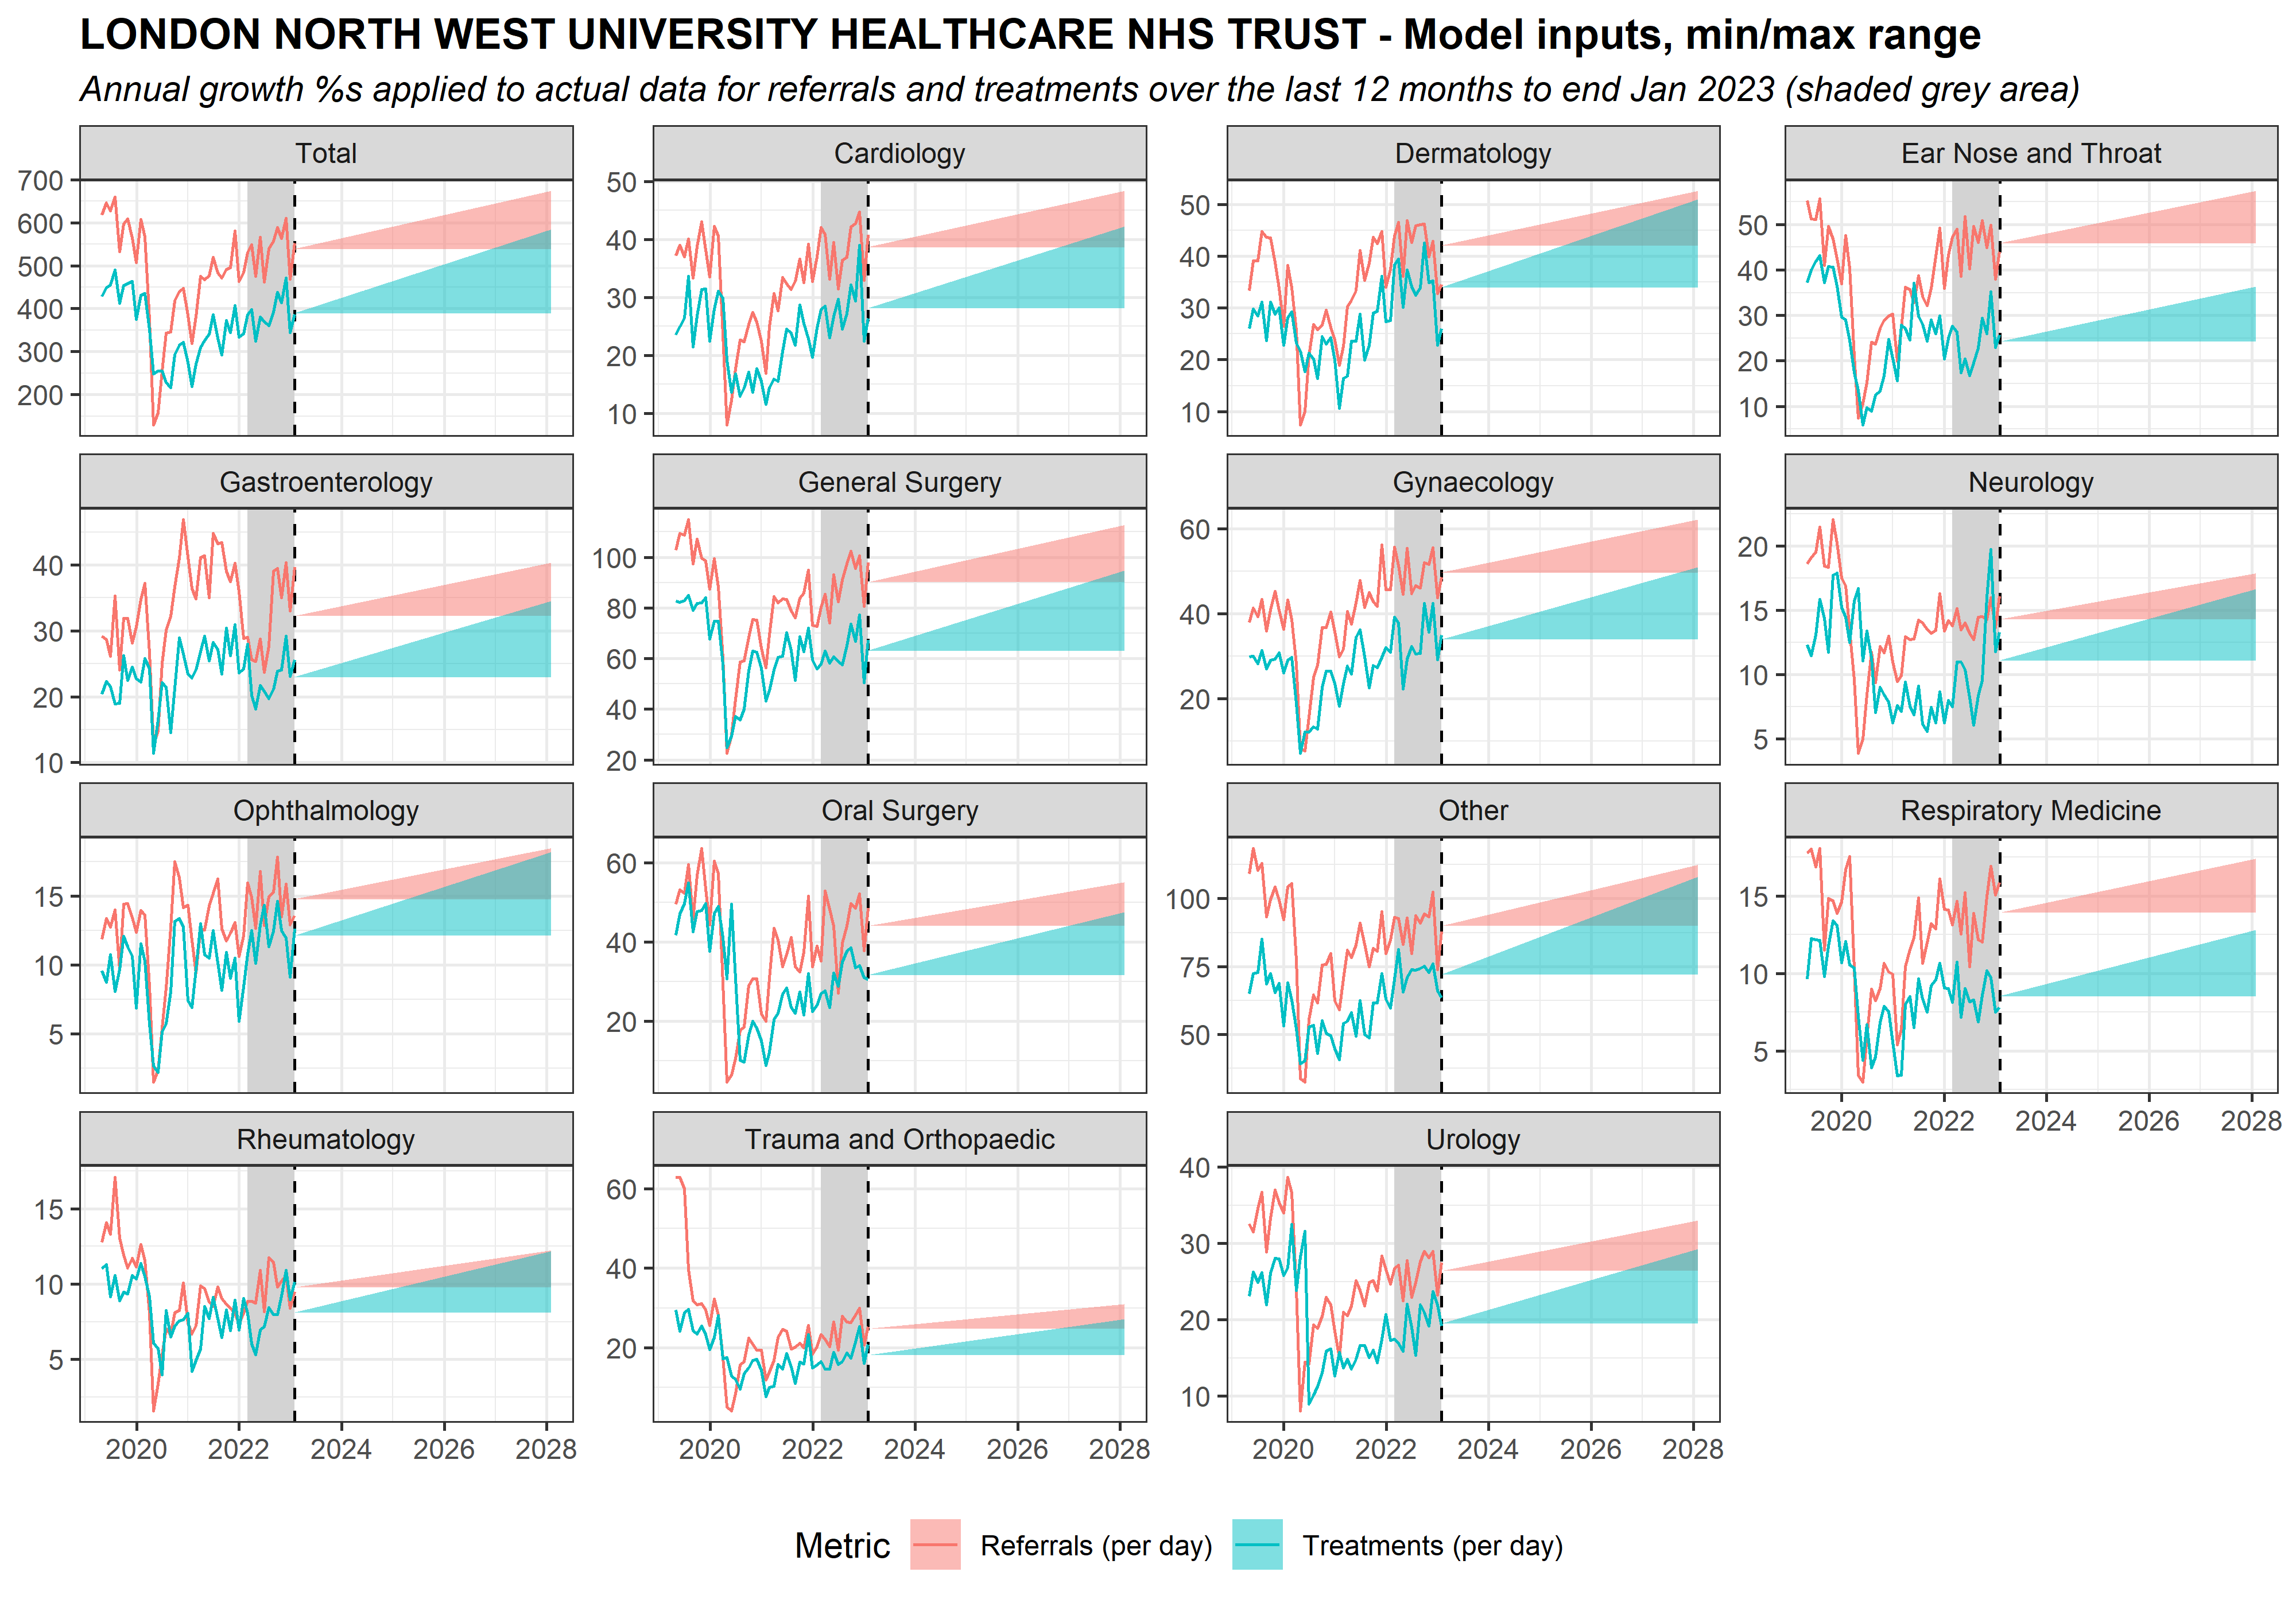 LONDON NORTH WEST UNIVERSITY HEALTHCARE NHS TRUST - Model inputs, min/max range
Annual growth %s applied to actual data for referrals and treatments over the last 12 months to end Jan 2023 (shaded grey area)
Total
Cardiology
Dermatology
Ear Nose and Throat
700
600
500
400
300
200
50
40
30
20
10
50
40
30
20
10
50
40
30
20
10
Gastroenterology
General Surgery
Gynaecology
Neurology
40
30
20
10
100
80
60
40
20
60
40
20
20
15
10
5
Ophthalmology
Oral Surgery
Other
Respiratory Medicine
15
10
5
60
40
20
100
75
50
15
10
5
2020 2022 2024 2026 2028
Rheumatology
Trauma and Orthopaedic
Urology
15
10
5
60
40
20
40
30
20
10
2020 2022 2024 2026 2028
2020 2022 2024 2026 2028
2020 2022 2024 2026 2028
Metric Referrals (per day) Treatments (per day)